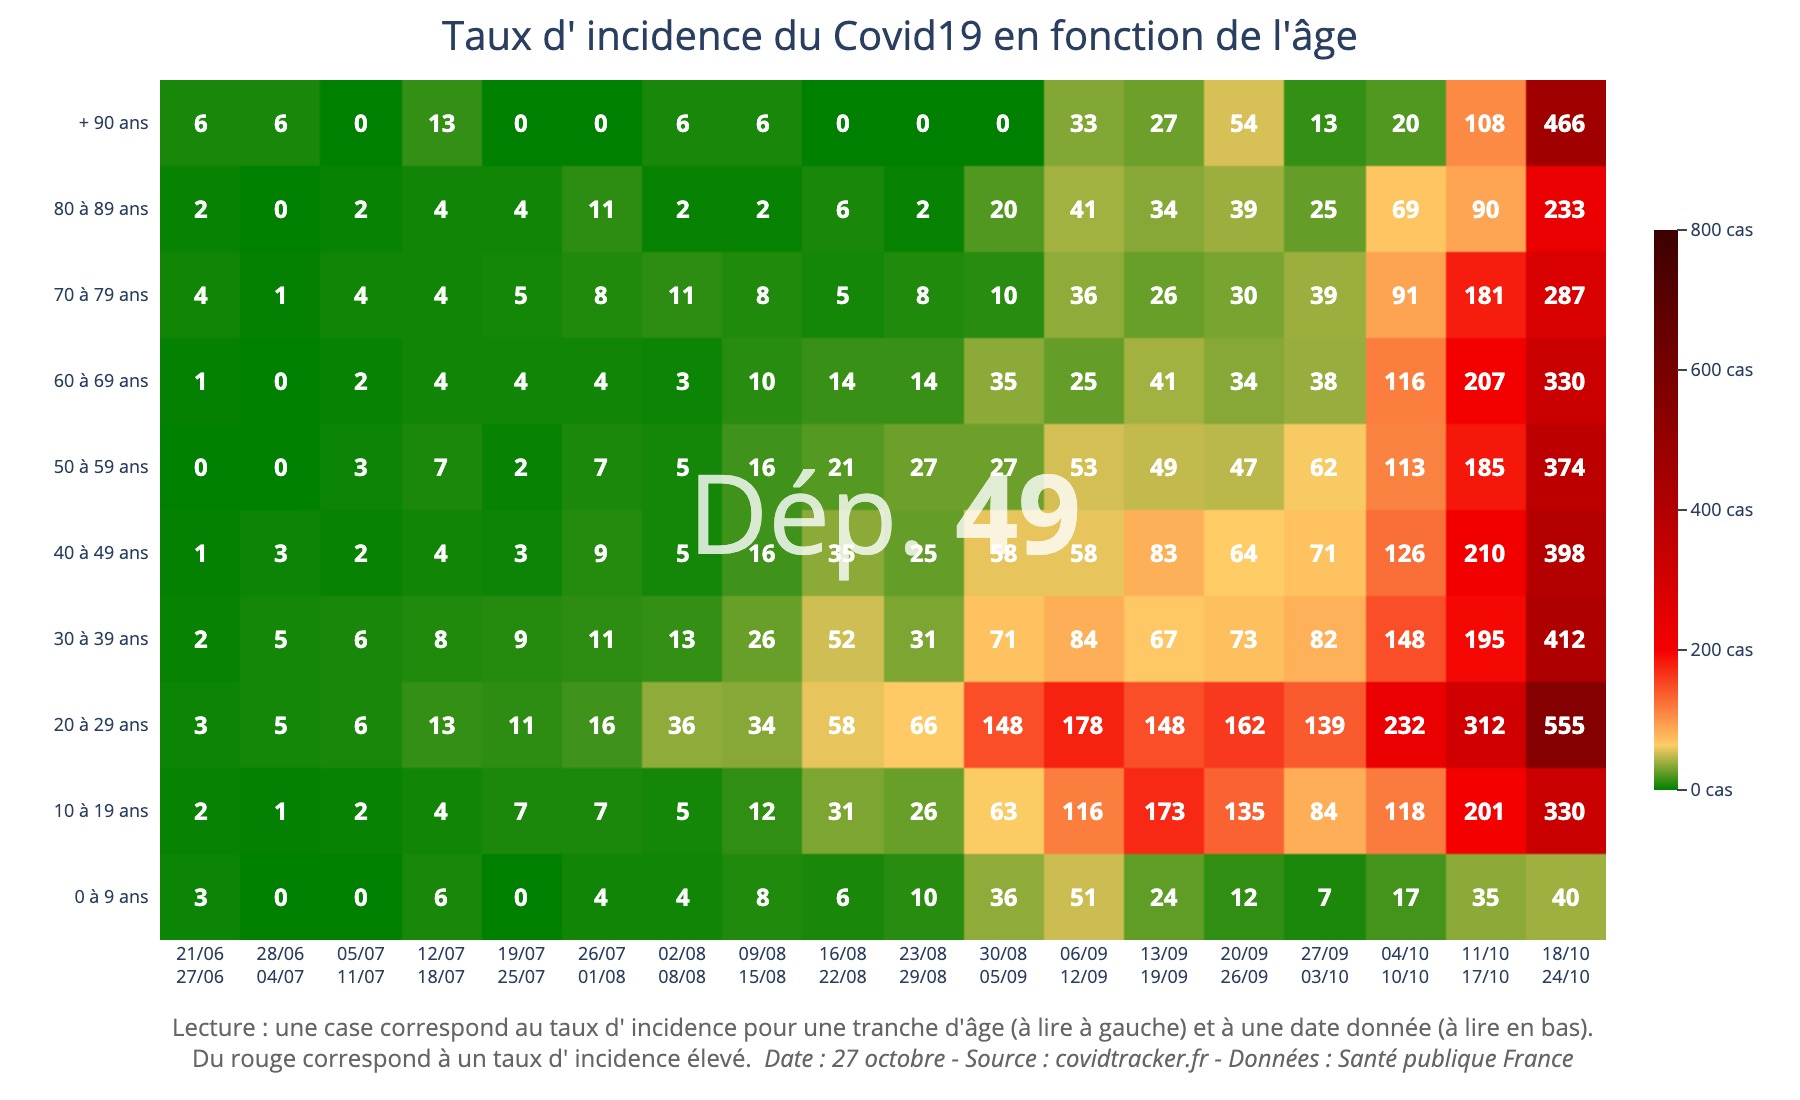 Taux d' incidence du Covid19 en fonction de l'âge
+ 90 ans 6 6 0 13 0 0 6 6 0 0 0 33 27 54 13 20 108 466
80 à 89 ans 2 0 2 4 4 11 2 2 6 2 20 41 34 39 25 69 90 233
70 à 79 ans 4 1 4 4 5 8 11 8 5 8 10 36 26 30 39 91 181 287
60 à 69 ans 1 0 2 4 4 4 3 10 14 14 35 25 41 34 38 116 207 330
50 à 59 ans 0 0 3 7 2 7 5 16 21 27 27 53 49 47 62 113 185 374
Dép. 49
40 à 49 ans 1 3 2 4 3 9 5 16 35 25 58 58 83 64 71 126 210 398
30 à 39 ans 2 5 6 8 9 11 13 26 52 31 71 84 67 73 82 148 195 412
20 à 29 ans 3 5 6 13 11 16 36 34 58 66 148 178 148 162 139 232 312 555
10 à 19 ans 2 1 2 4 7 7 5 12 31 26 63 116 173 135 84 118 201 330
0 à 9 ans 3 0 0 6 0 4 4 8 6 10 36 51 24 12 7 17 35 40
21/06 28/06 05/07 12/07 19/07 26/07 02/08 09/08 16/08 23/08 30/08 06/09 13/09 20/09 27/09 04/10 11/10 18/10
27/06 04/07 11/07 18/07 25/07 01/08 08/08 15/08 22/08 29/08 05/09 12/09 19/09 26/09 03/10 10/10 17/10 24/10
800 cas
600 cas
400 cas
200 cas
0 cas
Lecture : une case correspond au taux d' incidence pour une tranche d'âge (à lire à gauche) et à une date donnée (à lire en bas).
Du rouge correspond à un taux d' incidence élevé. Date : 27 octobre - Source : covidtracker.fr - Données : Santé publique France